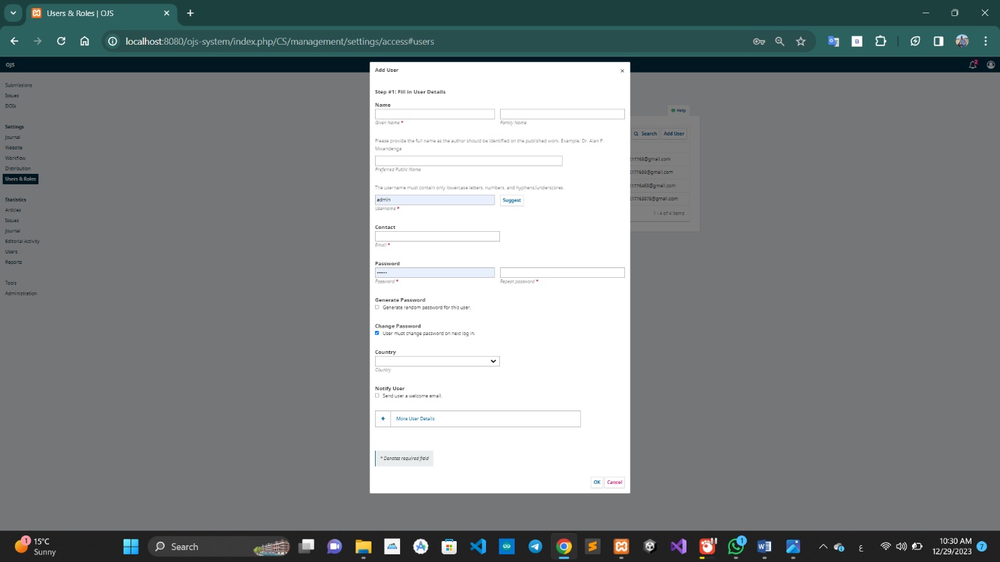 Users & Roles | OJS
localhost:8080/ojs-system/index.php/CS/management/settings/access#users
OJS
2
Submissions
Issues
DOIs
Settings
Journal
Website
Workflow
Distribution
Users & Roles
Statistics
Articles
Issues
Journal
Editorial Activity
Users
Reports
Tools
Administration
Add User
Step #1: Fill in User Details
Name
Given Name *
Family Name
Please provide the full name as the author should be identified on the published work. Example: Dr. Alan P.
Mwandenga
Preferred Public Name
The username must contain only lowercase letters, numbers, and hyphens/underscores.
admin
Suggest
Username *
Contact
Email *
Password
Password *
Repeat password *
Generate Password
Generate random password for this user.
Change Password
User must change password on next log in.
Country
Country
Notify User
Send user a welcome email.
+ More User Details
* Denotes required field
OK Cancel
Help
Search Add User
17768@gmail.com
17689@gmail.com
1776466@gmail.com
17763878@gmail.com
1 - 4 of 4 items
1
15°C
Sunny
Search
1
ع
10:30 AM
12/29/2023
7